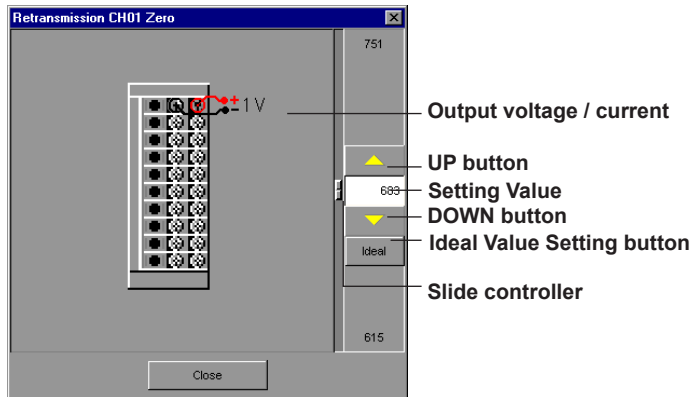 Retransmission CH01 Zero
751
+ 1 V
-
Output voltage / current
UP button
683
Setting Value
DOWN button
Ideal
Ideal Value Setting button
Slide controller
615
Close